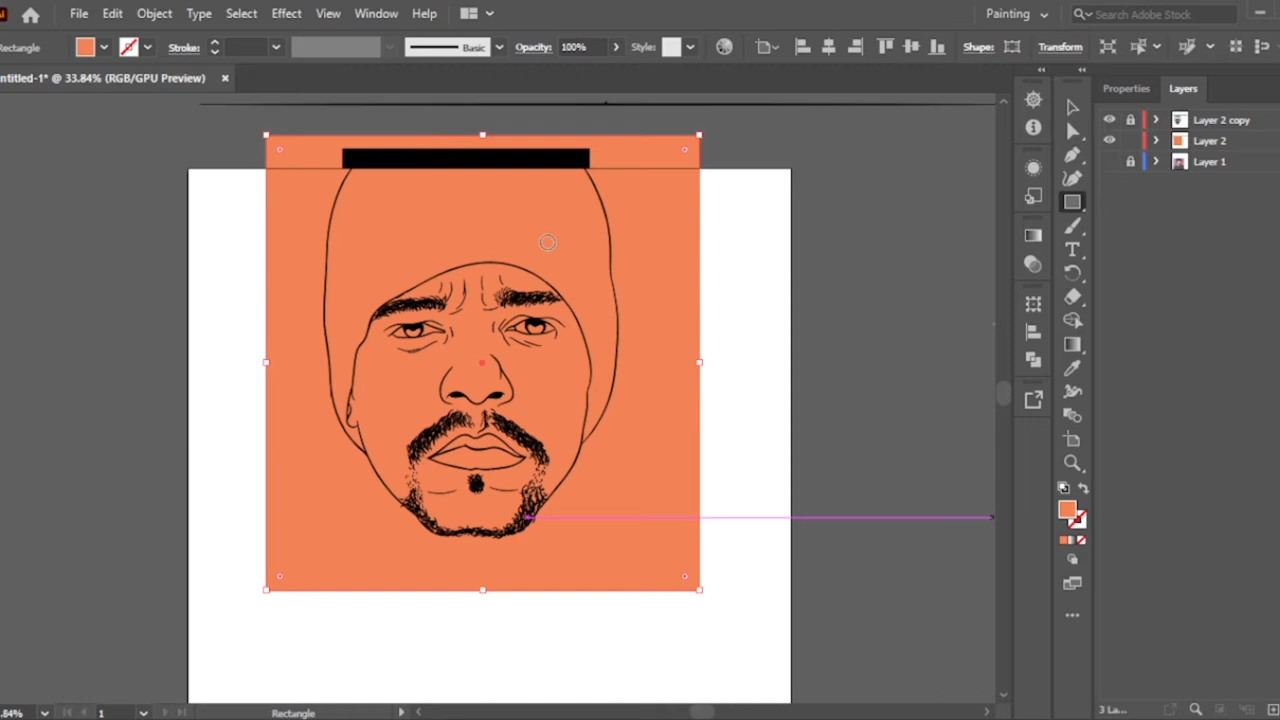 Ai File Edit Object Type Select Effect View Window Help Painting Search Adobe Stock
Rectangle Stroke: Basic Opacity: 100% Style: Shape: Transform
ntitled-1* @ 33.84% (RGB/GPU Preview) ×
Properties Layers
Layer 2 copy
Layer 2
Layer 1
.84% 1 Rectangle 3 La...